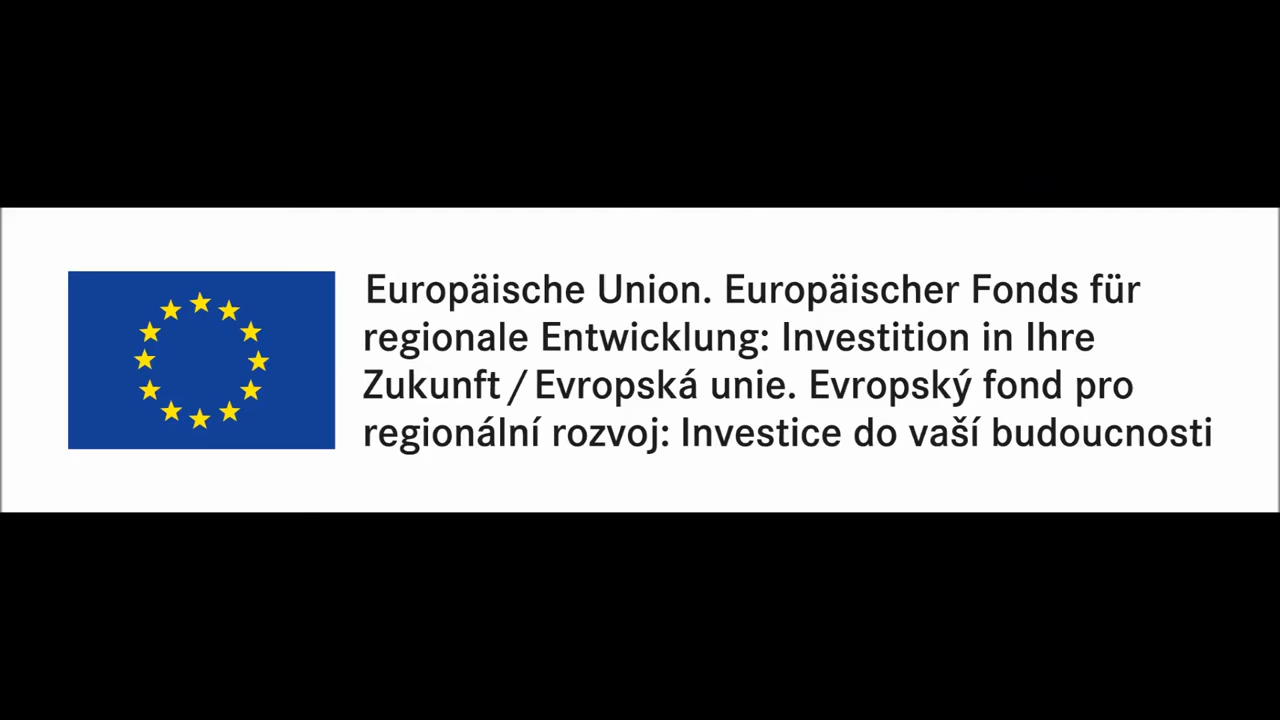 Europäische Union. Europäischer Fonds für
regionale Entwicklung: Investition in Ihre
Zukunft / Evropská unie. Evropský fond pro
regionální rozvoj: Investice do vaší budoucnosti